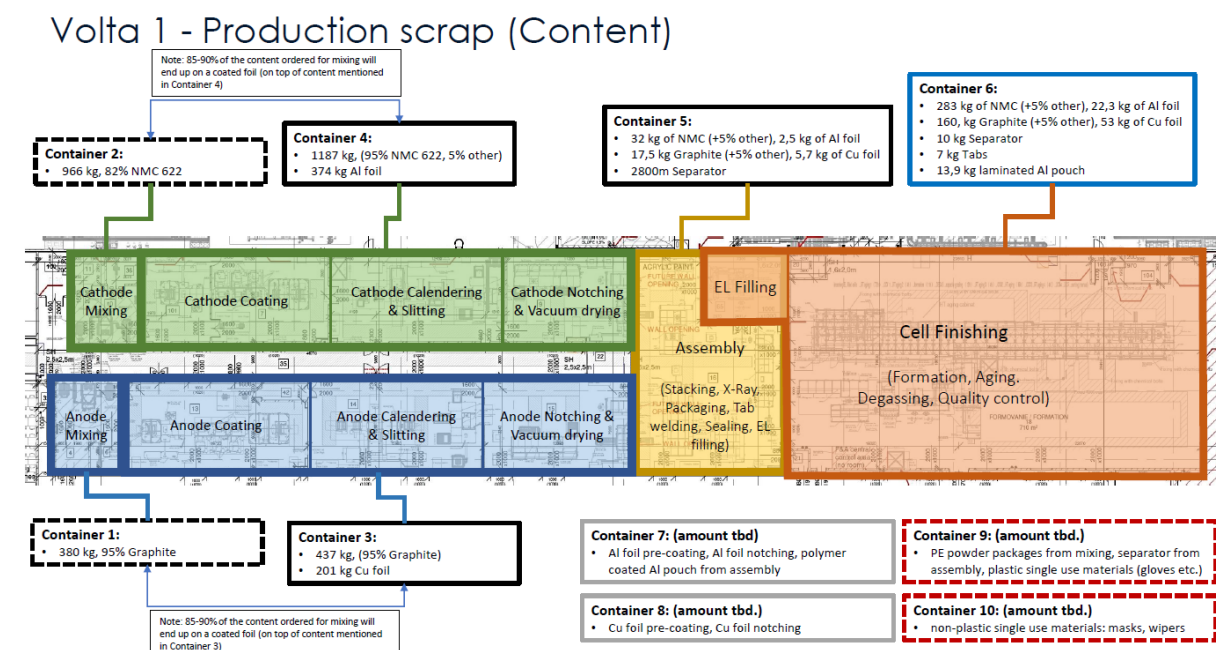 Volta 1 - Production scrap (Content)
Note: 85-90% of the content ordered for mixing will
end up on a coated foil (on top of content mentioned
in Container 4)
Container 2:
• 966 kg, 82% NMC 622
Container 4:
• 1187 kg, (95% NMC 622, 5% other)
• 374 kg Al foil
Container 5:
• 32 kg of NMC (+5% other), 2,5 kg of Al foil
• 17,5 kg Graphite (+5% other), 5,7 kg of Cu foil
• 2800m Separator
Container 6:
• 283 kg of NMC (+5% other), 22,3 kg of Al foil
• 160, kg Graphite (+5% other), 53 kg of Cu foil
• 10 kg Separator
• 7 kg Tabs
• 13,9 kg laminated Al pouch
Cathode
Mixing
Cathode Coating
Cathode Calendering
& Slitting
Cathode Notching
& Vacuum drying
EL Filling
Assembly
(Stacking, X-Ray,
Packaging, Tab
welding, Sealing, EL
filling)
Cell Finishing
(Formation, Aging.
Degassing, Quality control)
Anode
Mixing
Anode Coating
Anode Calendering
& Slitting
Anode Notching &
Vacuum drying
Container 1:
• 380 kg, 95% Graphite
Container 3:
• 437 kg, (95% Graphite)
• 201 kg Cu foil
Note: 85-90% of the content ordered for mixing will
end up on a coated foil (on top of content mentioned
in Container 3)
Container 7: (amount tbd)
• Al foil pre-coating, Al foil notching, polymer
coated Al pouch from assembly
Container 8: (amount tbd.)
• Cu foil pre-coating, Cu foil notching
Container 9: (amount tbd.)
• PE powder packages from mixing, separator from
assembly, plastic single use materials (gloves etc.)
Container 10: (amount tbd.)
• non-plastic single use materials: masks, wipers